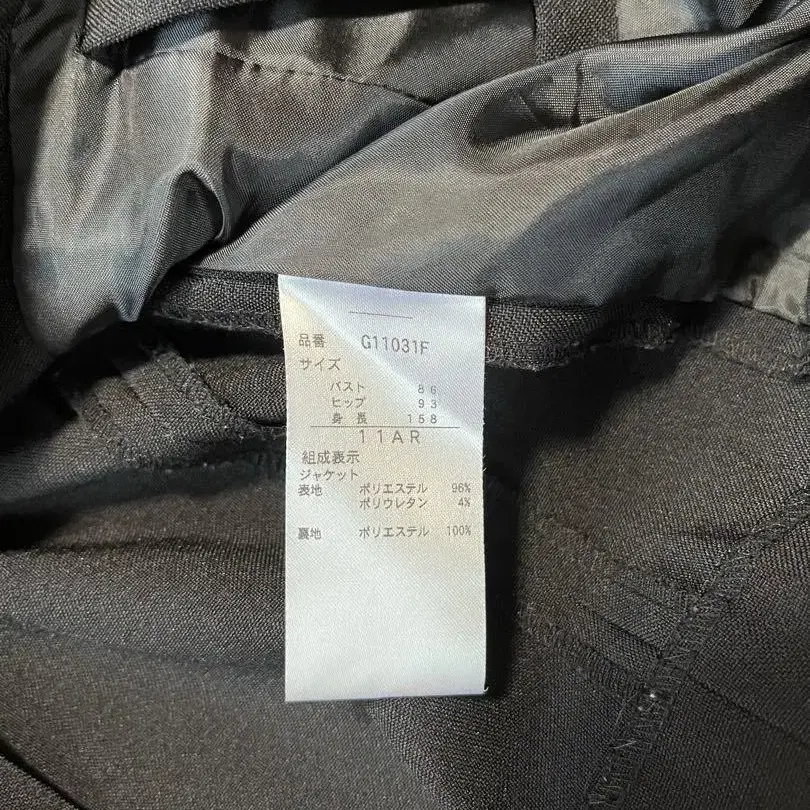 品番 G11031F
サイズ
バスト 86
ヒップ 93
身長 158
11AR
組成表示
ジャケット
表地 ポリエステル 96%
ポリウレタン 4%
裏地 ポリエステル 100%